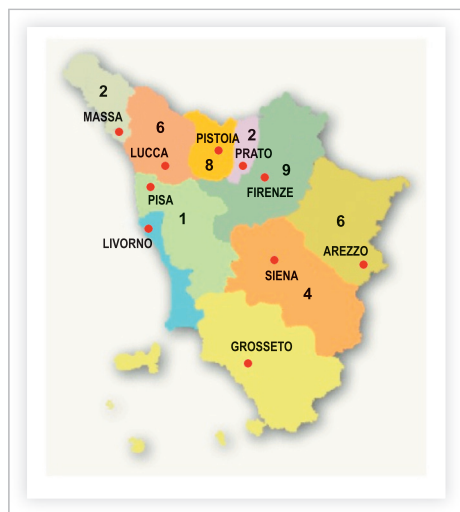 2
MASSA
6
LUCCA
PISTOIA
8
2
PRATO
9
FIRENZE
PISA
1
LIVORNO
6
AREZZO
SIENA
4
GROSSETO